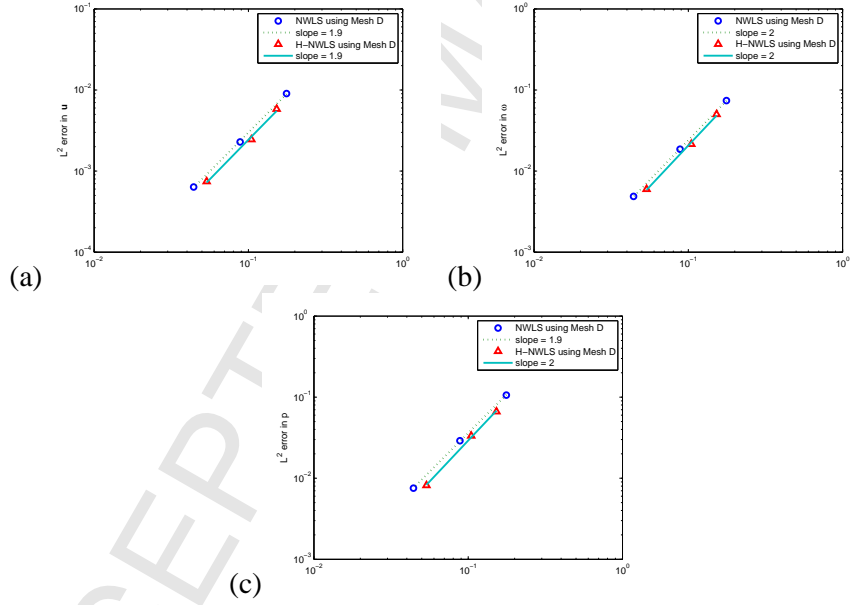 10⁻¹
10⁻²
10⁻³
10⁻⁴
L² error in u
10⁻²
10⁻¹
10⁰
NWLS using Mesh D
slope = 1.9
H−NWLS using Mesh D
slope = 1.9
(a)
10�0
10⁻¹
10⁻²
10⁻³
L² error in ω
10⁻²
10⁻¹
10⁰
NWLS using Mesh D
slope = 2
H−NWLS using Mesh D
slope = 2
(b)
10⁰
10⁻¹
10⁻²
10⁻³
L² error in p
10⁻²
10⁻¹
10⁰
NWLS using Mesh D
slope = 1.9
H−NWLS using Mesh D
slope = 2
(c)
CEPT